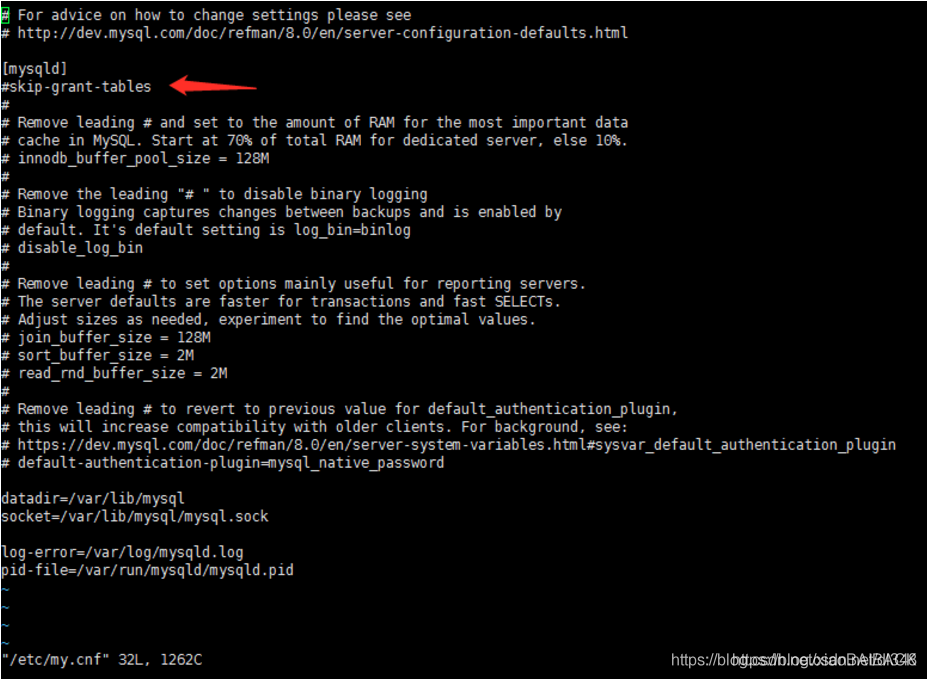 # For advice on how to change settings please see
# http://dev.mysql.com/doc/refman/8.0/en/server-configuration-defaults.html
[mysqld]
#skip-grant-tables
#
# Remove leading # and set to the amount of RAM for the most important data
# cache in MySQL. Start at 70% of total RAM for dedicated server, else 10%.
# innodb_buffer_pool_size = 128M
#
# Remove the leading "# " to disable binary logging
# Binary logging captures changes between backups and is enabled by
# default. It's default setting is log_bin=binlog
# disable_log_bin
#
# Remove leading # to set options mainly useful for reporting servers.
# The server defaults are faster for transactions and fast SELECTs.
# Adjust sizes as needed, experiment to find the optimal values.
# join_buffer_size = 128M
# sort_buffer_size = 2M
# read_rnd_buffer_size = 2M
#
# Remove leading # to revert to previous value for default_authentication_plugin,
# this will increase compatibility with older clients. For background, see:
# https://dev.mysql.com/doc/refman/8.0/en/server-system-variables.html#sysvar_default_authentication_plugin
# default-authentication-plugin=mysql_native_password
datadir=/var/lib/mysql
socket=/var/lib/mysql/mysql.sock
log-error=/var/log/mysqld.log
pid-file=/var/run/mysqld/mysqld.pid
~
~
~
~
"/etc/my.cnf" 32L, 1262C